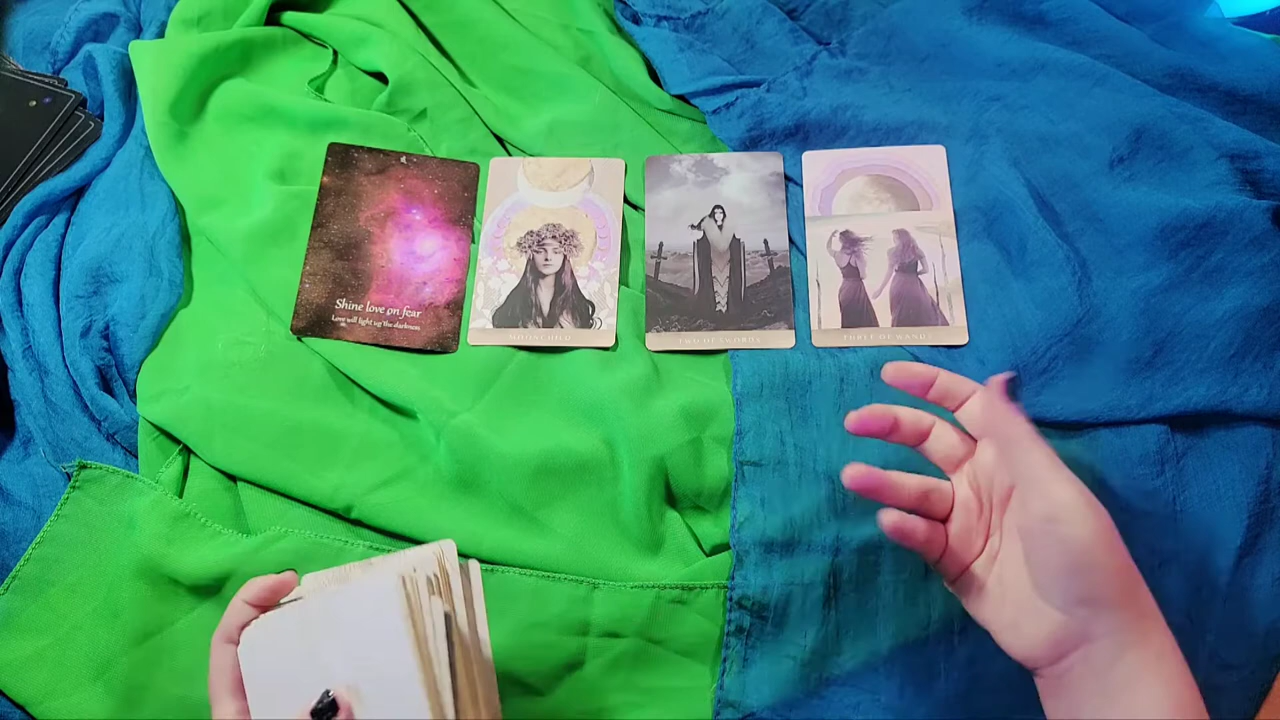 Shine love on fear
Love will light up the darkness
MOONCHILD
TWO OF SWORDS
THREE OF WANDS